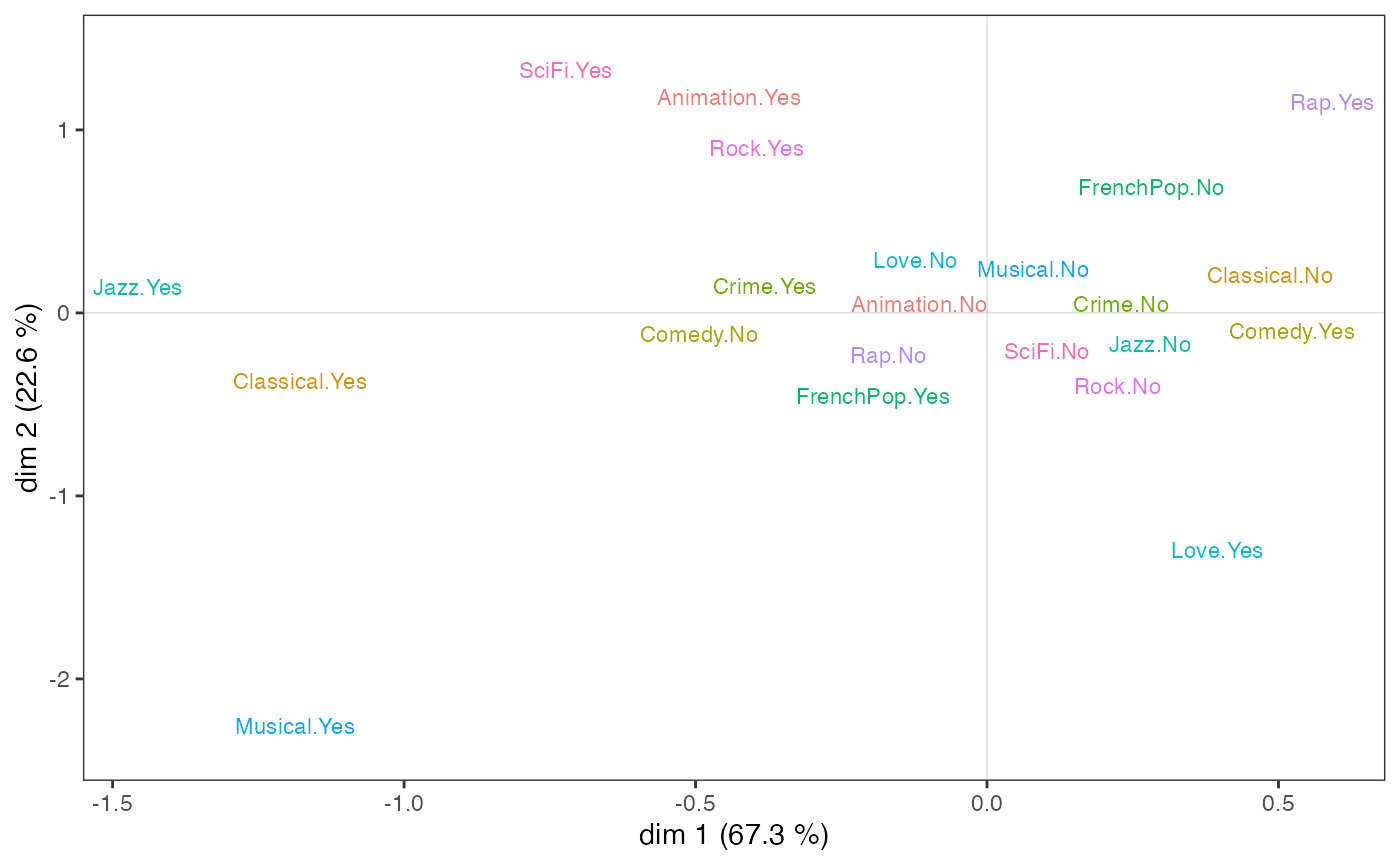 SciFi.Yes
Animation.Yes
Rap.Yes
1
Rock.Yes
FrenchPop.No
Love.No
Musical.No
Classical.No
Jazz.Yes
Crime.Yes
Animation.No
Crime.No
0
Comedy.No
Comedy.Yes
Rap.No
SciFi.No
Jazz.No
Classical.Yes
Rock.No
FrenchPop.Yes
dim 2 (22.6 %)
-1
Love.Yes
-2
Musical.Yes
-1.5 -1.0 -0.5 0.0 0.5
dim 1 (67.3 %)